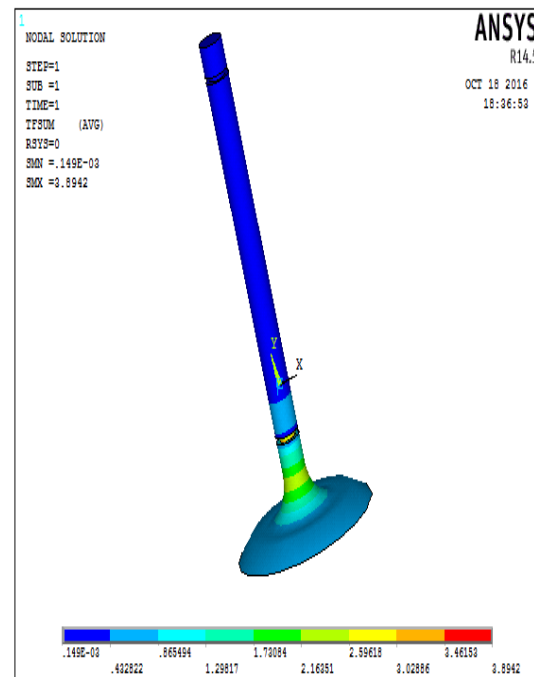 1
NODAL SOLUTION
STEP=1
SUB =1
TIME=1
TFSUM (AVG)
RSYS=0
SMN =.149E-03
SMX =3.8942
ANSYS
R14.5
OCT 18 2016
18:36:53
Y
X
.149E-03 .865494 1.73084 2.59618 3.46153
.432822 1.29817 2.16351 3.02886 3.8942